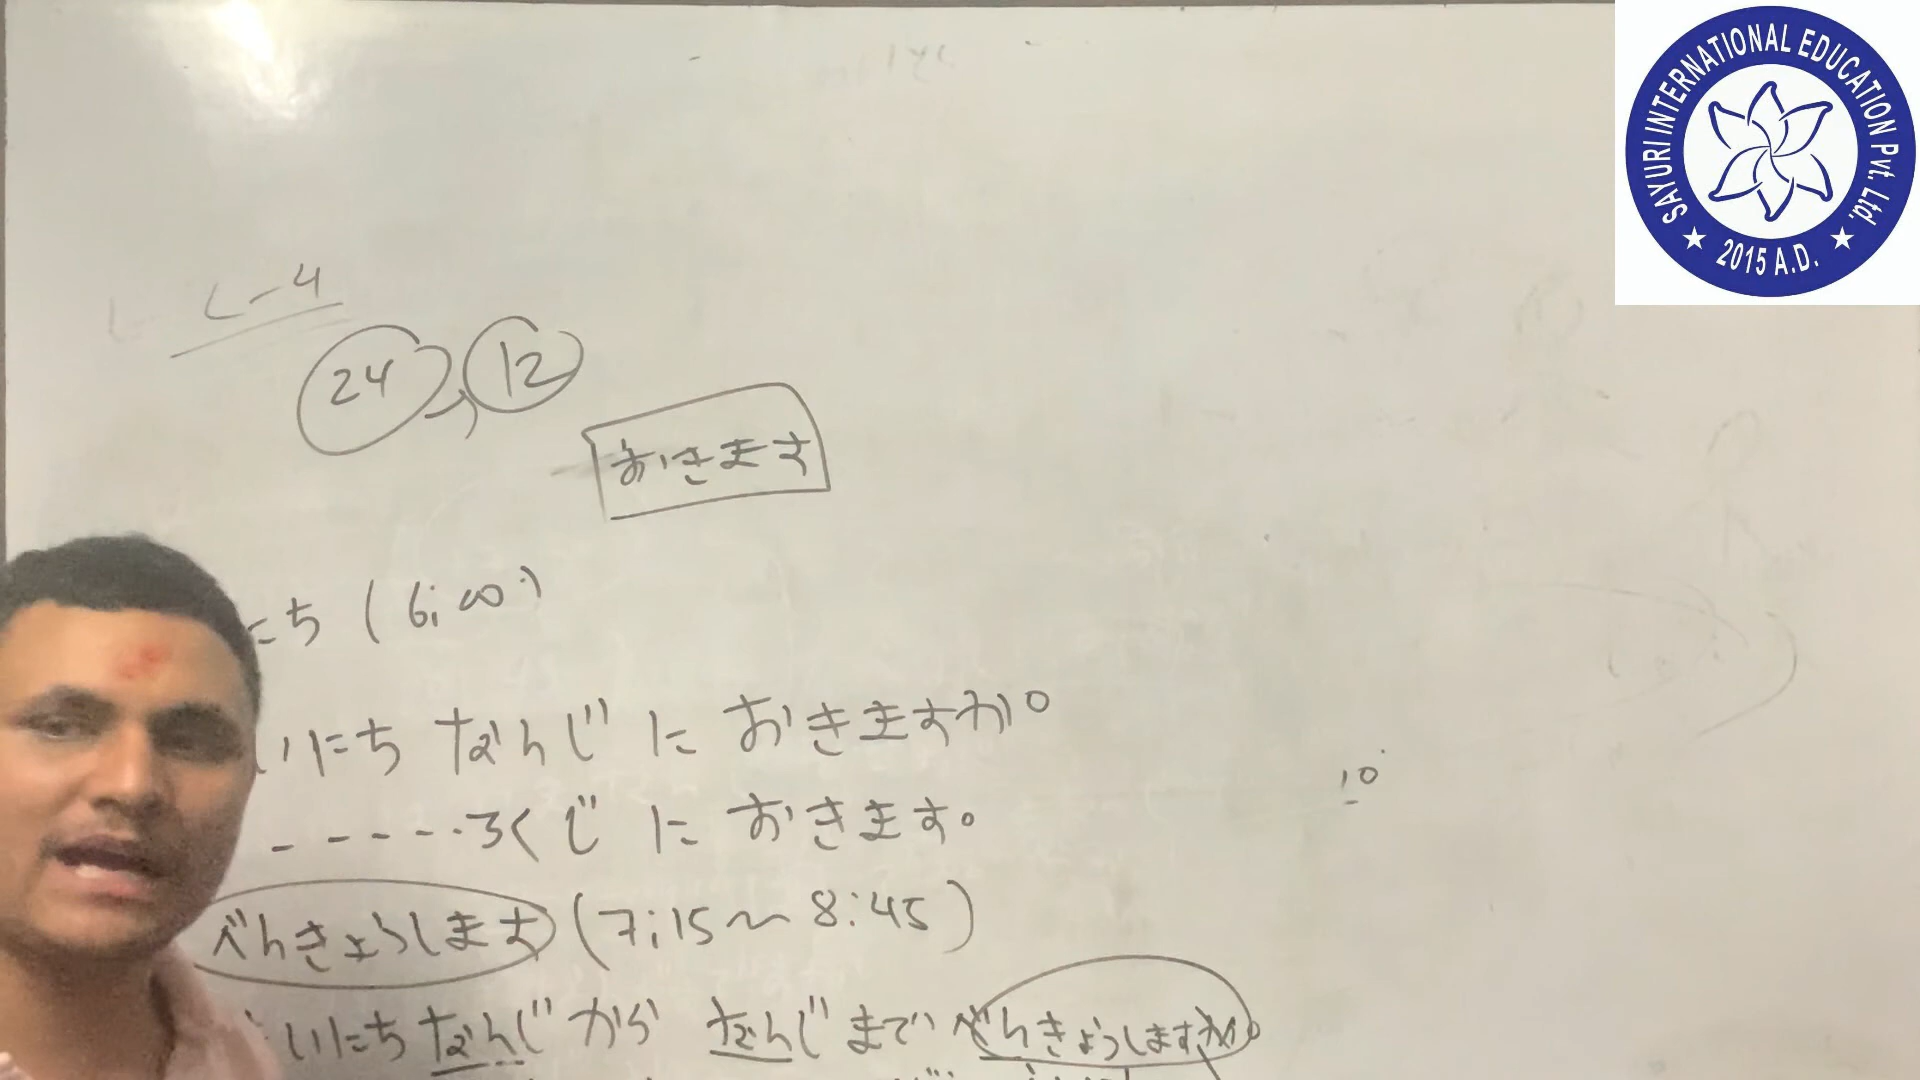 SAYURI INTERNATIONAL EDUCATION Pvt. Ltd.
★ 2015 A.D. ★
L-4
24, 12
おきます
にち (6:00)
いにち なんじ に おきますか。
- - - - - ろくじ に おきます。
べんきょうします (7:15~8:45)
いにち なんじ から なんじ まで べんきょうしますか。
10